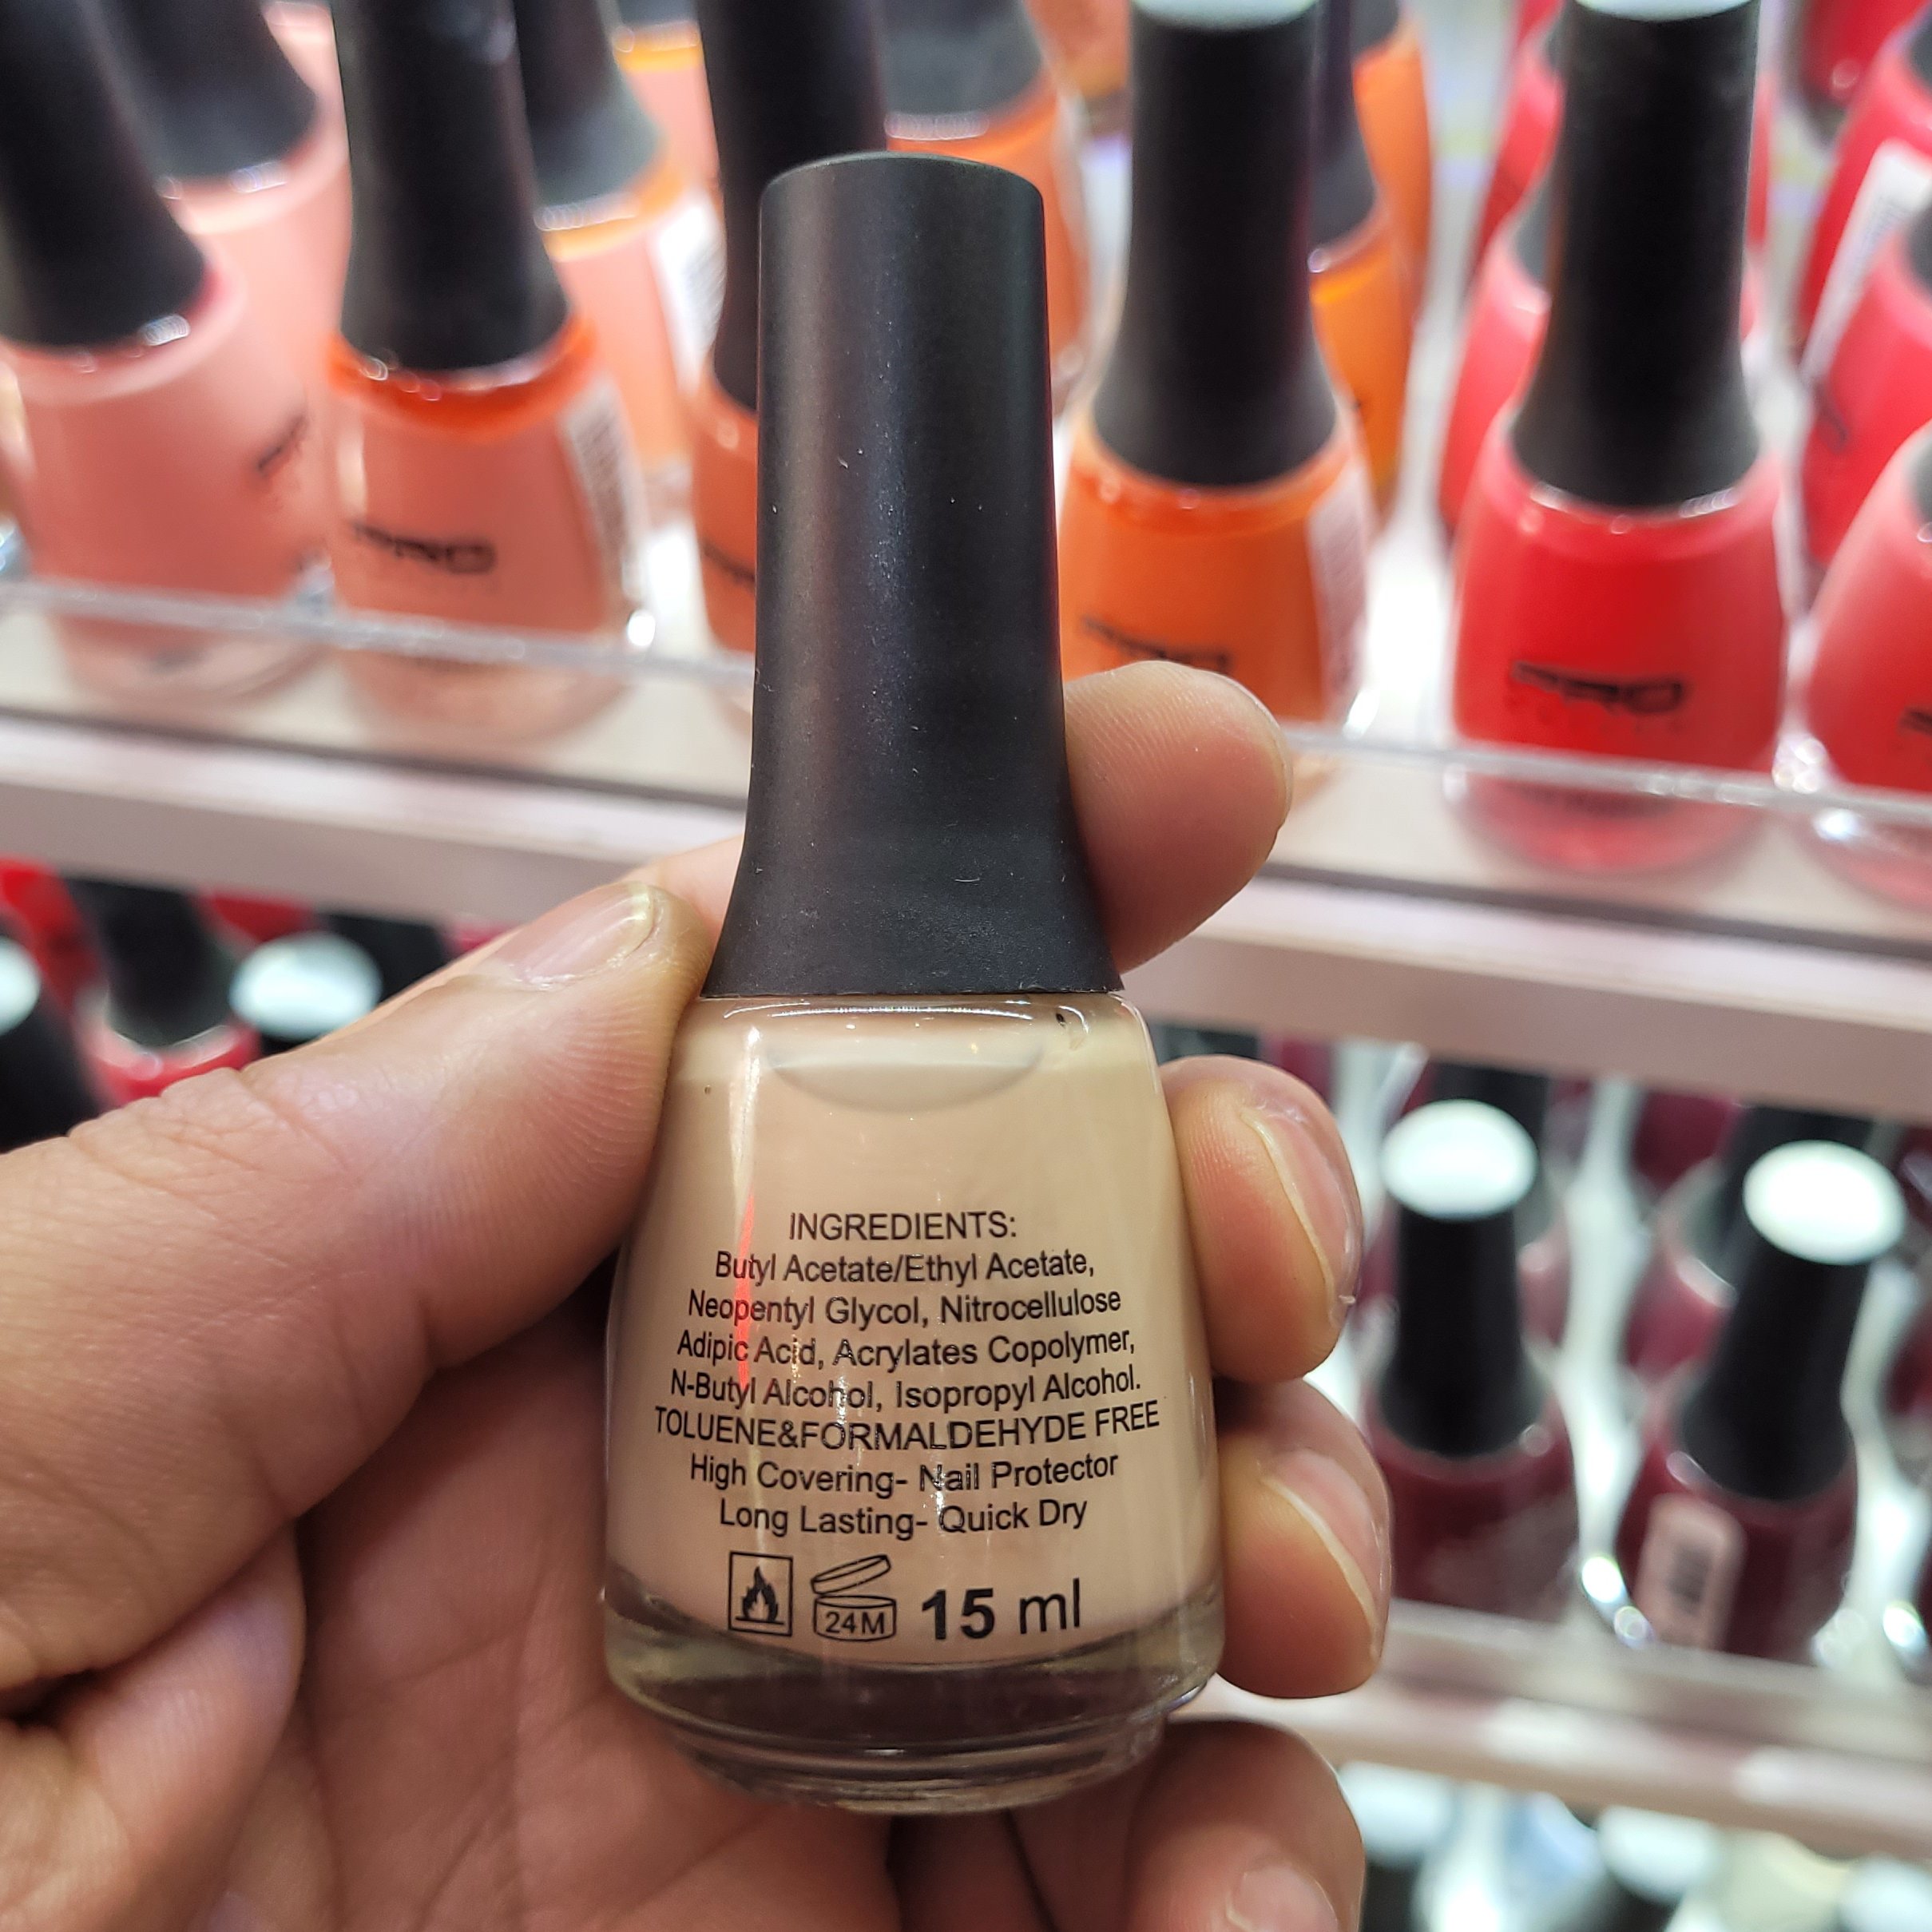 INGREDIENTS:
Butyl Acetate/Ethyl Acetate,
Neopentyl Glycol, Nitrocellulose
Adipic Acid, Acrylates Copolymer,
N-Butyl Alcohol, Isopropyl Alcohol.
TOLUENE&FORMALDEHYDE FREE
High Covering- Nail Protector
Long Lasting- Quick Dry
24M 15 ml